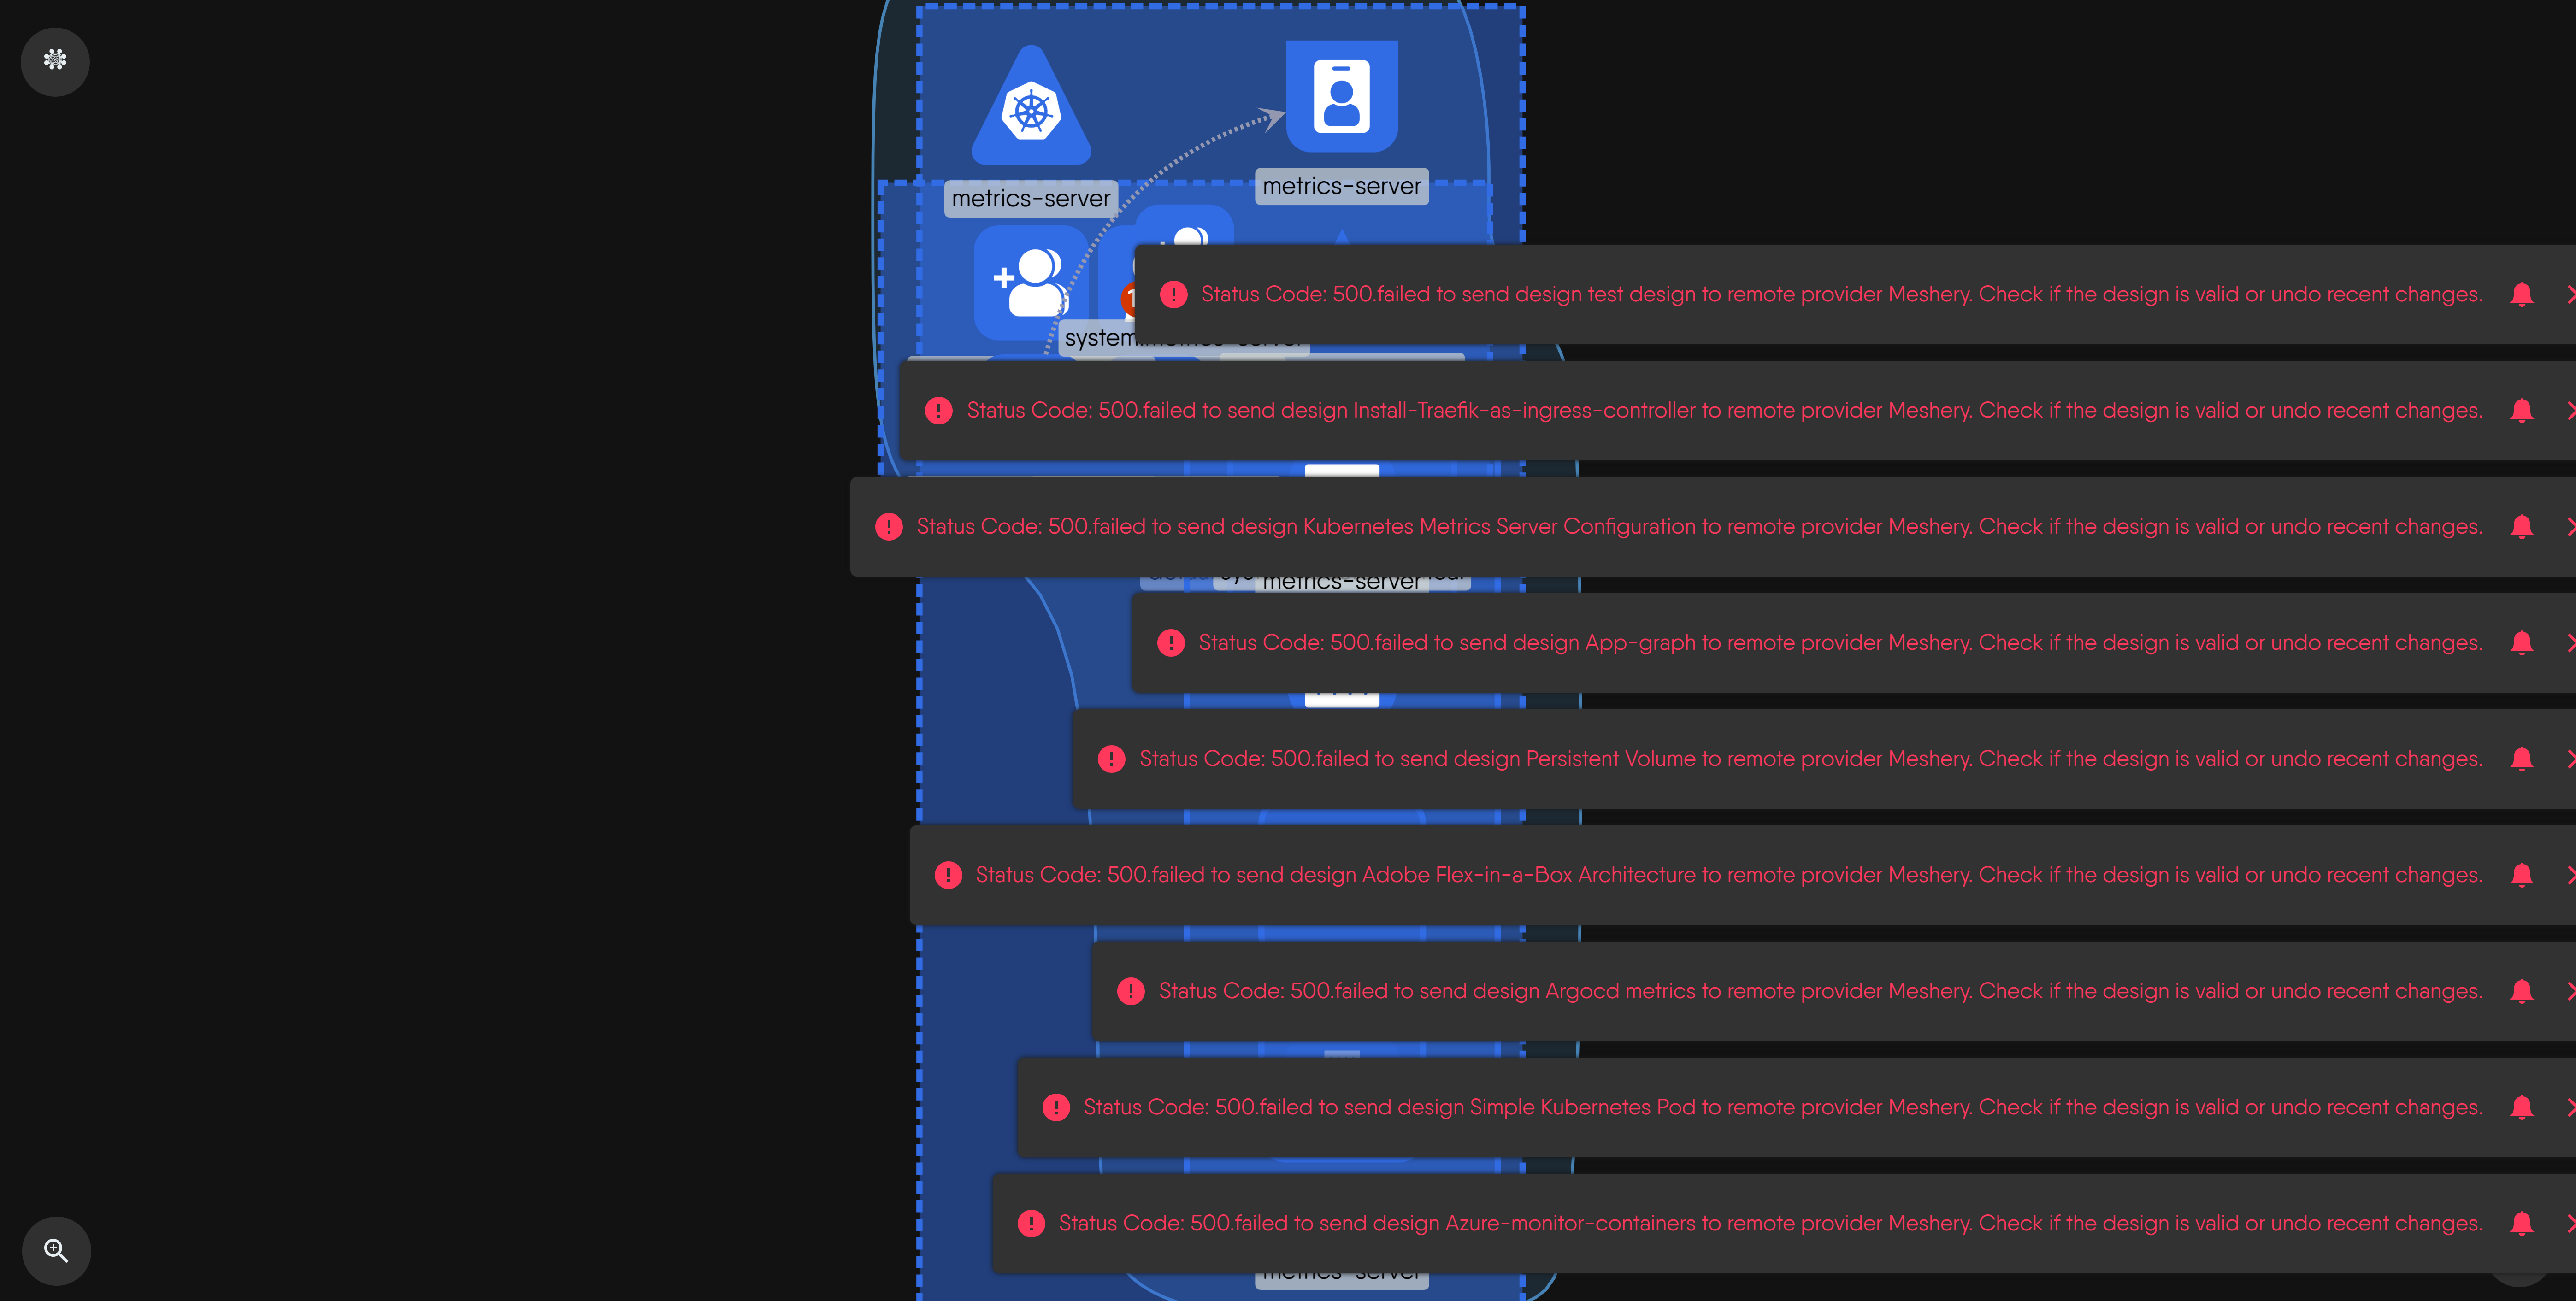 metrics-server
metrics-server
Status Code: 500.failed to send design test design to remote provider Meshery. Check if the design is valid or undo recent changes.
Status Code: 500.failed to send design Install-Traefik-as-ingress-controller to remote provider Meshery. Check if the design is valid or undo recent changes.
Status Code: 500.failed to send design Kubernetes Metrics Server Configuration to remote provider Meshery. Check if the design is valid or undo recent changes.
metrics-server
Status Code: 500.failed to send design App-graph to remote provider Meshery. Check if the design is valid or undo recent changes.
Status Code: 500.failed to send design Persistent Volume to remote provider Meshery. Check if the design is valid or undo recent changes.
Status Code: 500.failed to send design Adobe Flex-in-a-Box Architecture to remote provider Meshery. Check if the design is valid or undo recent changes.
Status Code: 500.failed to send design Argocd metrics to remote provider Meshery. Check if the design is valid or undo recent changes.
Status Code: 500.failed to send design Simple Kubernetes Pod to remote provider Meshery. Check if the design is valid or undo recent changes.
Status Code: 500.failed to send design Azure-monitor-containers to remote provider Meshery. Check if the design is valid or undo recent changes.
metrics-server